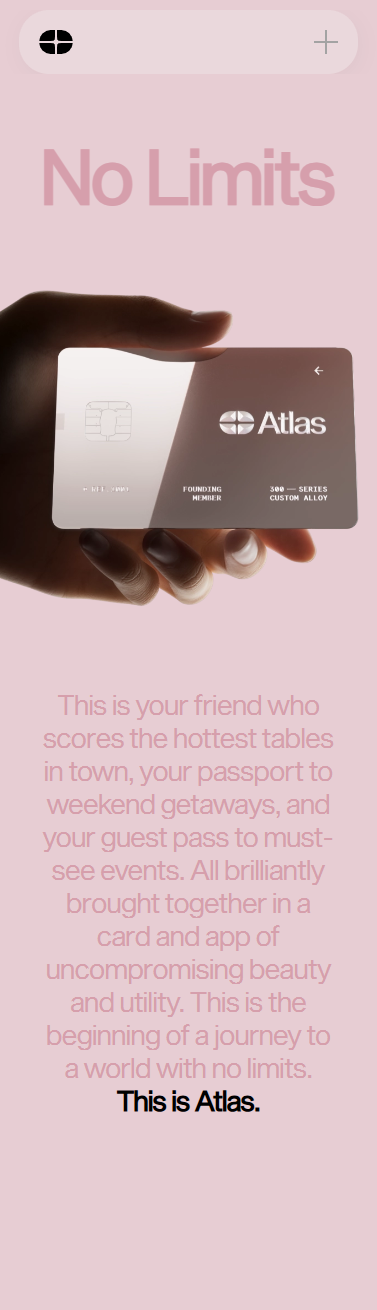 No Limits
Atlas
FOUNDING
MEMBER
300 — SERIES
CUSTOM ALLOY
This is your friend who
scores the hottest tables
in town, your passport to
weekend getaways, and
your guest pass to must-
see events. All brilliantly
brought together in a
card and app of
uncompromising beauty
and utility. This is the
beginning of a journey to
a world with no limits.
This is Atlas.